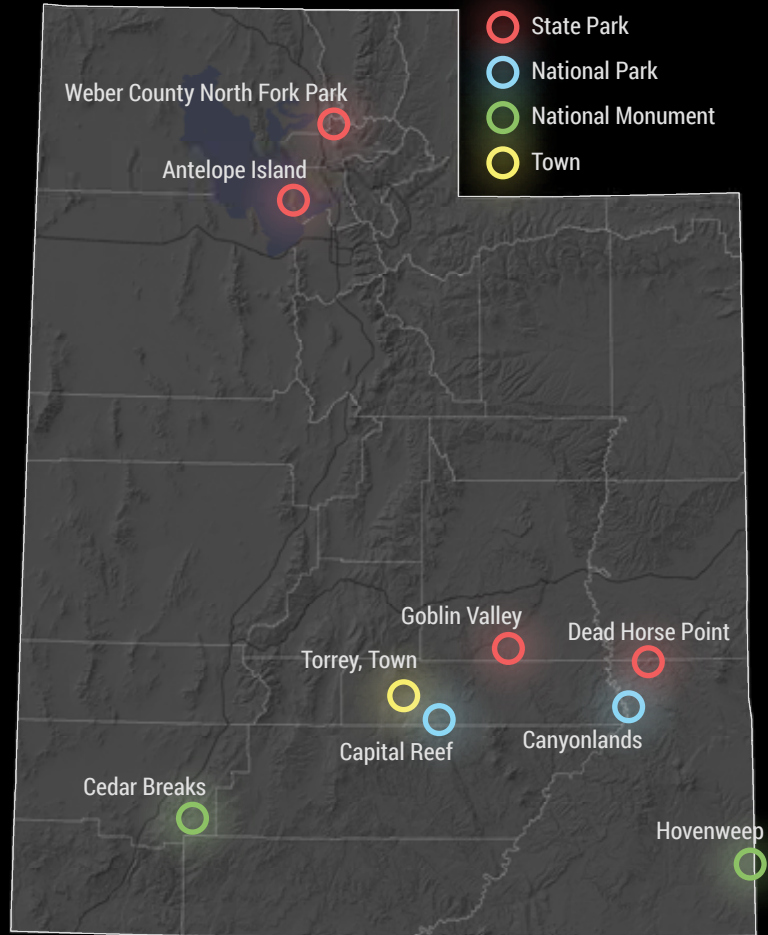 State Park
National Park
National Monument
Town
Weber County North Fork Park
Antelope Island
Goblin Valley
Dead Horse Point
Torrey, Town
Capital Reef
Canyonlands
Cedar Breaks
Hovenweep